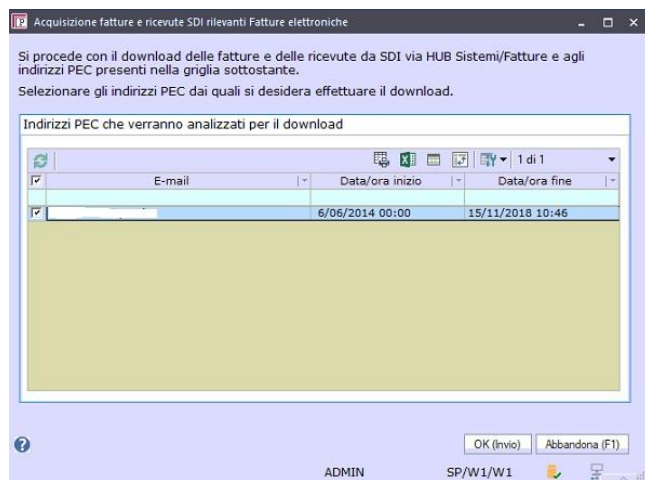 Acquisizione fatture e ricevute SDI rilevanti Fatture elettroniche
Si procede con il download delle fatture e delle ricevute da SDI via HUB Sistemi/Fatture e agli
indirizzi PEC presenti nella griglia sottostante.
Selezionare gli indirizzi PEC dai quali si desidera effettuare il download.
Indirizzi PEC che verranno analizzati per il download
1 di 1
E-mail Data/ora inizio Data/ora fine
6/06/2014 00:00 15/11/2018 10:46
OK (Invio) Abbandona (F1)
ADMIN SP/W1/W1